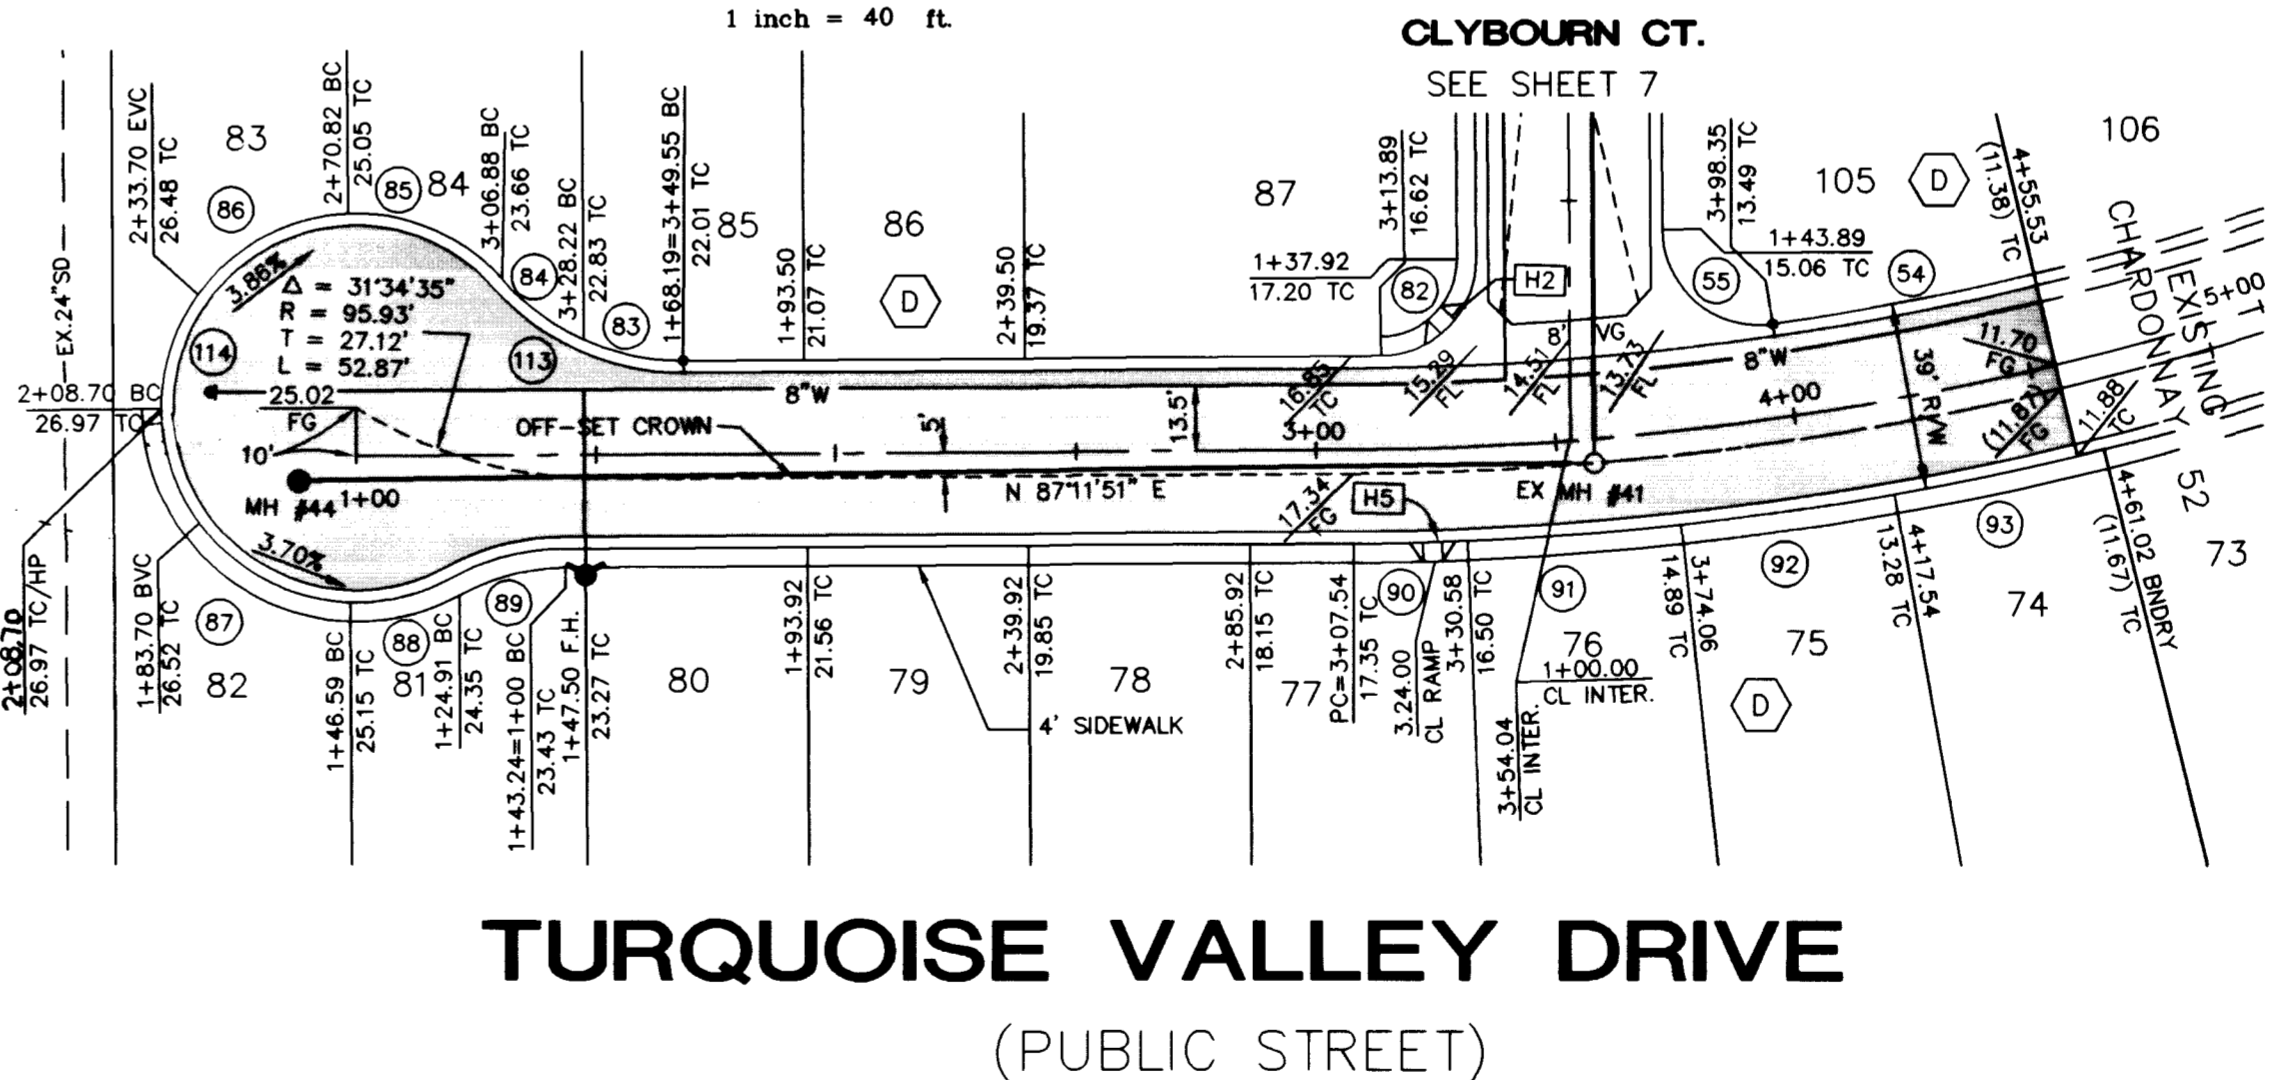 1 inch = 40 ft.
CLYBOURN CT.
SEE SHEET 7
EX.24"SD
2+33.70 EVC
26.48 TC
83
86
2+70.82 BC
25.05 TC
85
84
3+06.88 BC
23.66 TC
84
3+28.22 BC
22.83 TC
83
1+68.19=3+49.55 BC
22.01 TC
85
1+93.50
21.07 TC
86
D
2+39.50
19.37 TC
87
3+13.89
16.62 TC
1+37.92
17.20 TC
82
H2
3+98.35
13.49 TC
1+43.89
15.06 TC
55
54
105
D
4+55.53
(11.38) TC
106
CHARDONNAY
EXISTING
5+00
3.86%
Δ = 31°34'35"
R = 95.93'
T = 27.12'
L = 52.87'
114
113
2+08.70 BC
26.97 TC
25.02
FG
10'
8"W
OFF-SET CROWN
5'
13.5'
16.85
TC
15.29
FL
14.51
FL
13.73
FL
8' VG
8"W
3+00
4+00
39' R/W
11.70
FG
(11.87)
FG
11.88
TC
MH #44
1+00
N 87°11'51" E
17.34
FG
H5
EX MH #41
3.70%
2+08.70
26.97 TC/HP
1+83.70 BVC
26.52 TC
87
82
1+46.59 BC
25.15 TC
88
81
1+24.91 BC
24.35 TC
89
1+43.24=1+00 BC
23.43 TC
1+47.50 F.H.
23.27 TC
80
1+93.92
21.56 TC
79
4' SIDEWALK
2+39.92
19.85 TC
78
2+85.92
18.15 TC
77
PC=3+07.54
17.35 TC
90
3.24.00
CL RAMP
3+30.58
16.50 TC
91
76
3+54.04
CL INTER.
1+00.00
CL INTER.
3+74.06
14.89 TC
92
75
D
4+17.54
13.28 TC
93
74
4+61.02 BNDRY
(11.67) TC
52
73
TURQUOISE VALLEY DRIVE
(PUBLIC STREET)